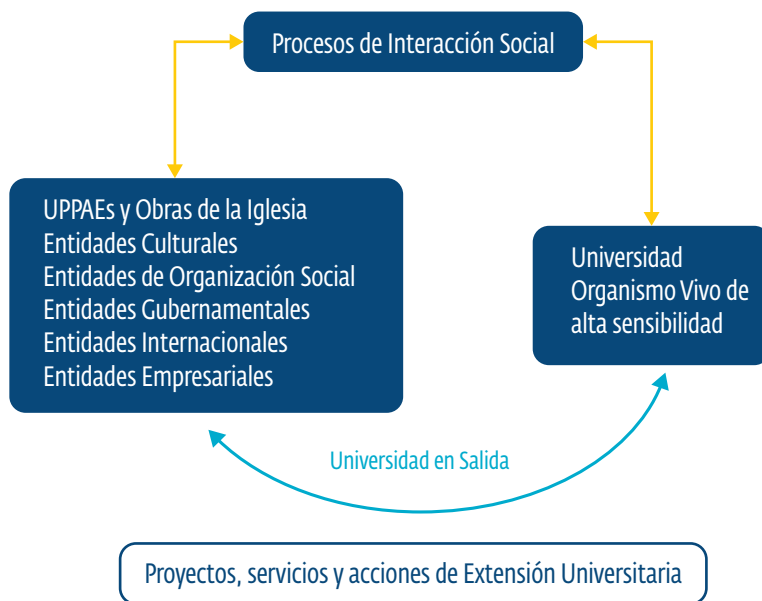 Procesos de Interacción Social
UPPAEs y Obras de la Iglesia
Entidades Culturales
Entidades de Organización Social
Entidades Gubernamentales
Entidades Internacionales
Entidades Empresariales
Universidad
Organismo Vivo de
alta sensibilidad
Universidad en Salida
Proyectos, servicios y acciones de Extensión Universitaria